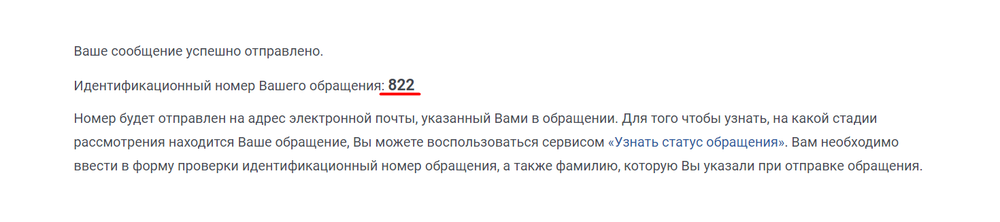 Ваше сообщение успешно отправлено.
Идентификационный номер Вашего обращения: 822
Номер будет отправлен на адрес электронной почты, указанный Вами в обращении. Для того чтобы узнать, на какой стадии
рассмотрения находится Ваше обращение, Вы можете воспользоваться сервисом «Узнать статус обращения». Вам необходимо
ввести в форму проверки идентификационный номер обращения, а также фамилию, которую Вы указали при отправке обращения.